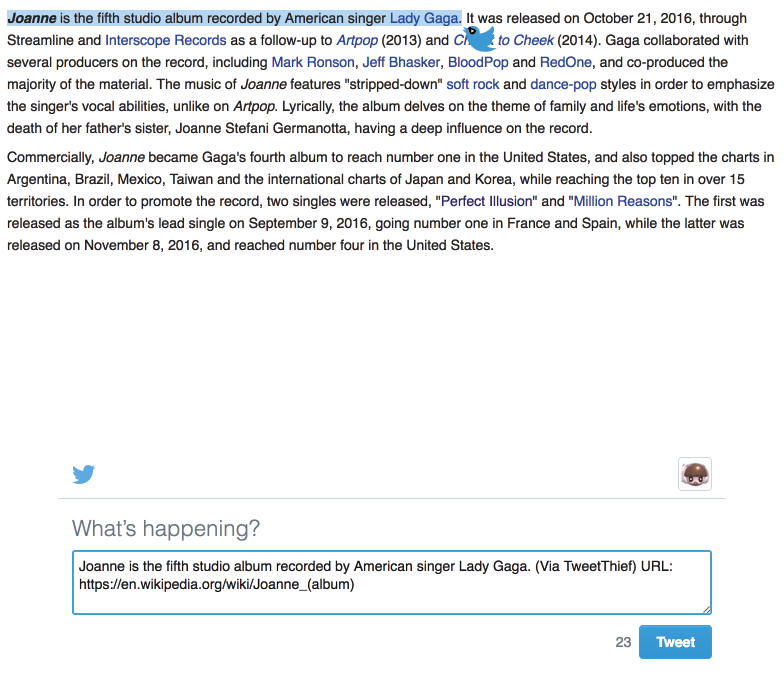 Joanne is the fifth studio album recorded by American singer Lady Gaga. It was released on October 21, 2016, through
Streamline and Interscope Records as a follow-up to Artpop (2013) and to Cheek (2014). Gaga collaborated with
several producers on the record, including Mark Ronson, Jeff Bhasker, BloodPop and RedOne, and co-produced the
majority of the material. The music of Joanne features "stripped-down" soft rock and dance-pop styles in order to emphasize
the singer's vocal abilities, unlike on Artpop. Lyrically, the album delves on the theme of family and life's emotions, with the
death of her father's sister, Joanne Stefani Germanotta, having a deep influence on the record.
Commercially, Joanne became Gaga's fourth album to reach number one in the United States, and also topped the charts in
Argentina, Brazil, Mexico, Taiwan and the international charts of Japan and Korea, while reaching the top ten in over 15
territories. In order to promote the record, two singles were released, "Perfect Illusion" and "Million Reasons". The first was
released as the album's lead single on September 9, 2016, going number one in France and Spain, while the latter was
released on November 8, 2016, and reached number four in the United States.
What's happening?
Joanne is the fifth studio album recorded by American singer Lady Gaga. (Via TweetThief) URL:
https://en.wikipedia.org/wiki/Joanne_(album)
23 Tweet